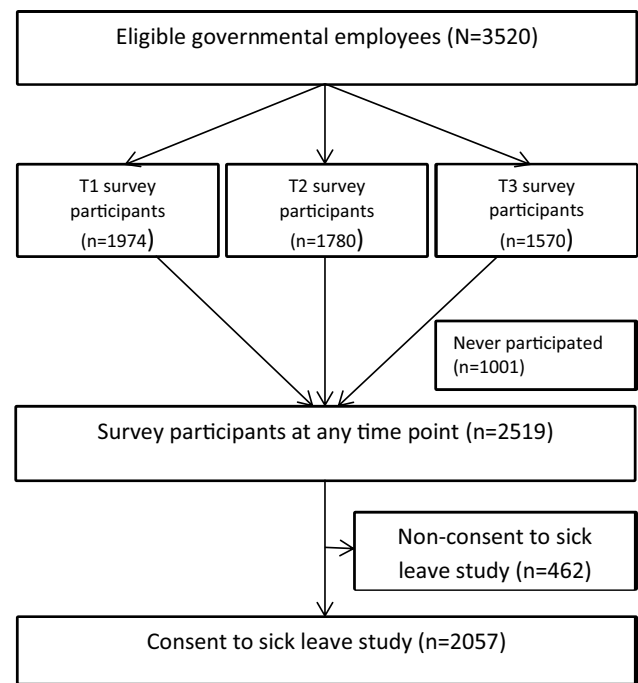 Eligible governmental employees (N=3520)
T1 survey
participants
(n=1974)
T2 survey
participants
(n=1780)
T3 survey
participants
(n=1570)
Never participated
(n=1001)
Survey participants at any time point (n=2519)
Non-consent to sick
leave study (n=462)
Consent to sick leave study (n=2057)